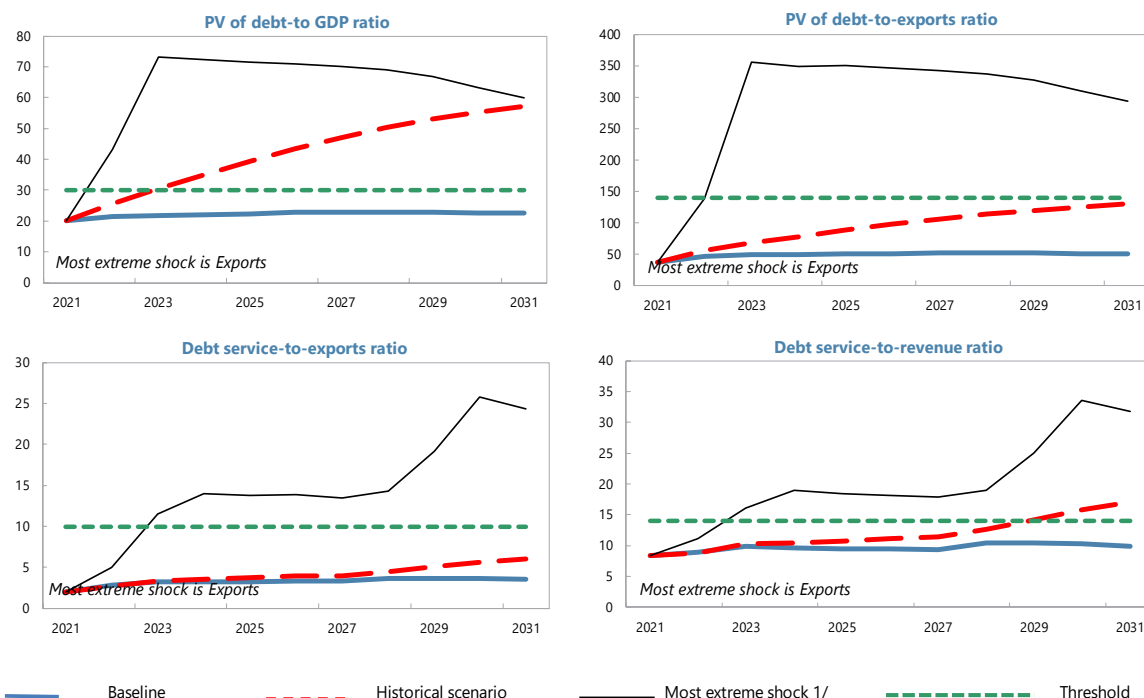 PV of debt-to GDP ratio
80
70
60
50
40
30
20
10
0
Most extreme shock is Exports
2021 2023 2025 2027 2029 2031
PV of debt-to-exports ratio
400
350
300
250
200
150
100
50
0
Most extreme shock is Exports
2021 2023 2025 2027 2029 2031
Debt service-to-exports ratio
30
25
20
15
10
5
0
Most extreme shock is Exports
2021 2023 2025 2027 2029 2031
Debt service-to-revenue ratio
40
35
30
25
20
15
10
5
0
Most extreme shock is Exports
2021 2023 2025 2027 2029 2031
Baseline Historical scenario Most extreme shock 1/ Threshold